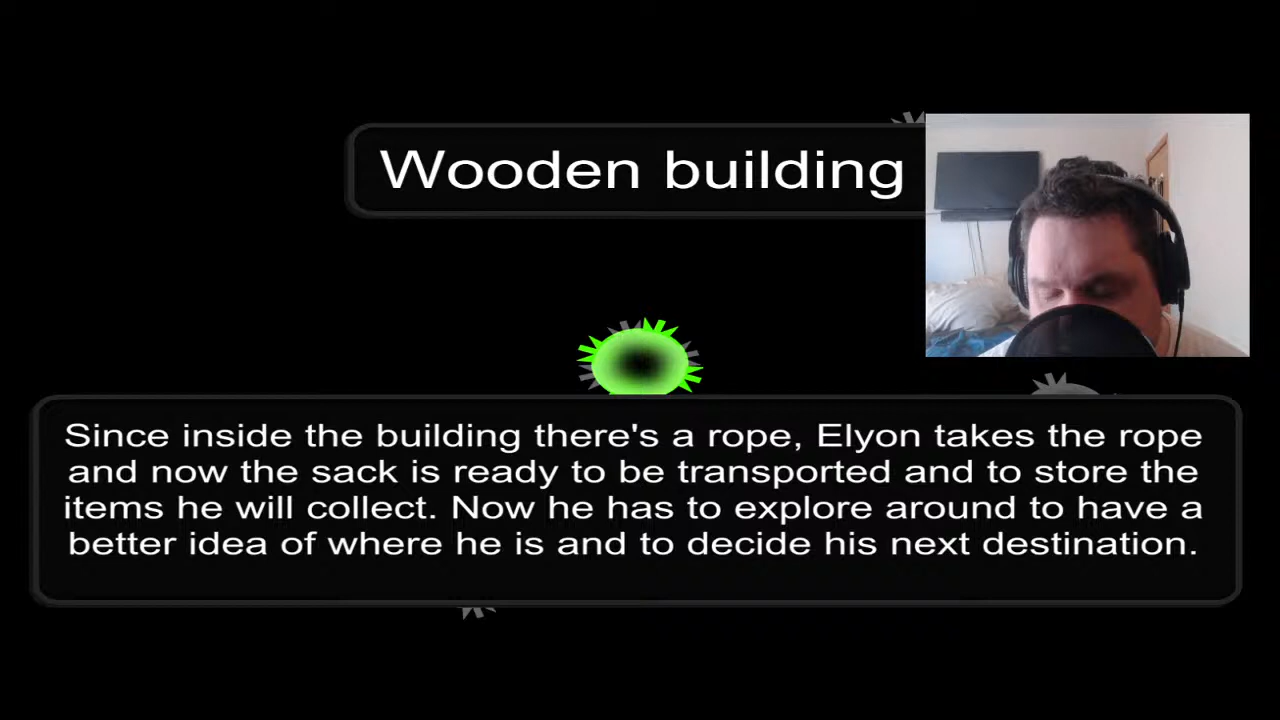 Wooden building
Since inside the building there's a rope, Elyon takes the rope
and now the sack is ready to be transported and to store the
items he will collect. Now he has to explore around to have a
better idea of where he is and to decide his next destination.